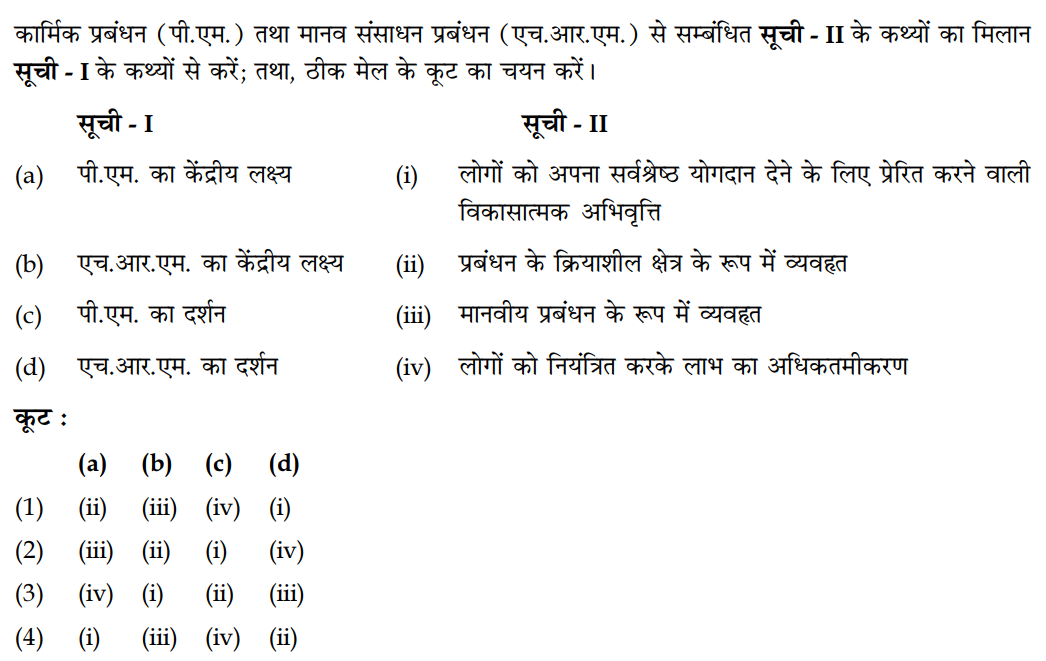 कार्मिक प्रबंधन (पी.एम.) तथा मानव संसाधन प्रबंधन (एच.आर.एम.) से सम्बंधित सूची - II के कथ्यों का मिलान
सूची - I के कथ्यों से करें; तथा, ठीक मेल के कूट का चयन करें।
सूची - I सूची - II
(a) पी.एम. का केंद्रीय लक्ष्य (i) लोगों को अपना सर्वश्रेष्ठ योगदान देने के लिए प्रेरित करने वाली
विकासात्मक अभिवृत्ति
(b) एच.आर.एम. का केंद्रीय लक्ष्य (ii) प्रबंधन के क्रियाशील क्षेत्र के रूप में व्यवहृत
(c) पी.एम. का दर्शन (iii) मानवीय प्रबंधन के रूप में व्यवहृत
(d) एच.आर.एम. का दर्शन (iv) लोगों को नियंत्रित करके लाभ का अधिकतमीकरण
कूट :
(a) (b) (c) (d)
(1) (ii) (iii) (iv) (i)
(2) (iii) (ii) (i) (iv)
(3) (iv) (i) (ii) (iii)
(4) (i) (iii) (iv) (ii)